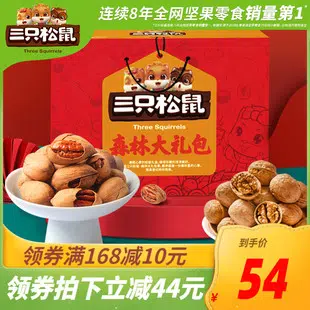 三只松鼠
Three Squirrels
连续8年全网坚果零食销量第1
三只松鼠
Three Squirrels
森林大礼包
领券满168减10元
领券拍下立减44元
到手价
¥54